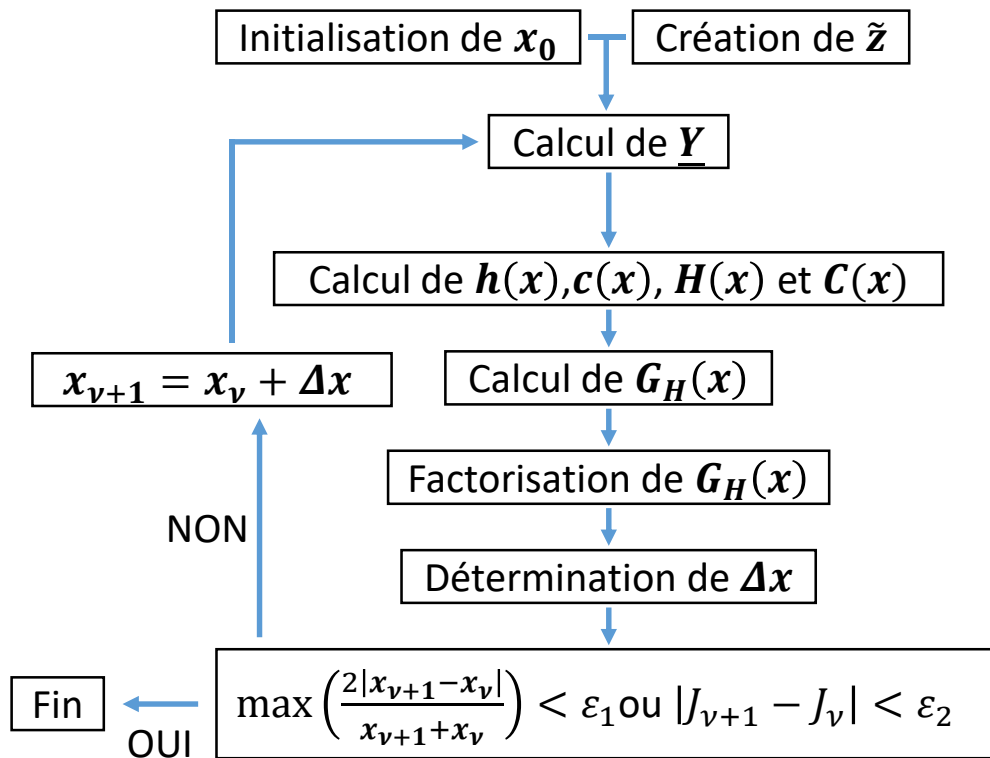 Initialisation de x₀
Création de z̃
Calcul de Y
Calcul de h(x),c(x), H(x) et C(x)
Calcul de G_H(x)
Factorisation de G_H(x)
Détermination de Δx
max(2|x_{ν+1}−x_ν| / x_{ν+1}+x_ν) < ε₁ou |J_{ν+1} − J_ν| < ε₂
NON
x_{ν+1} = x_ν + Δx
OUI
Fin